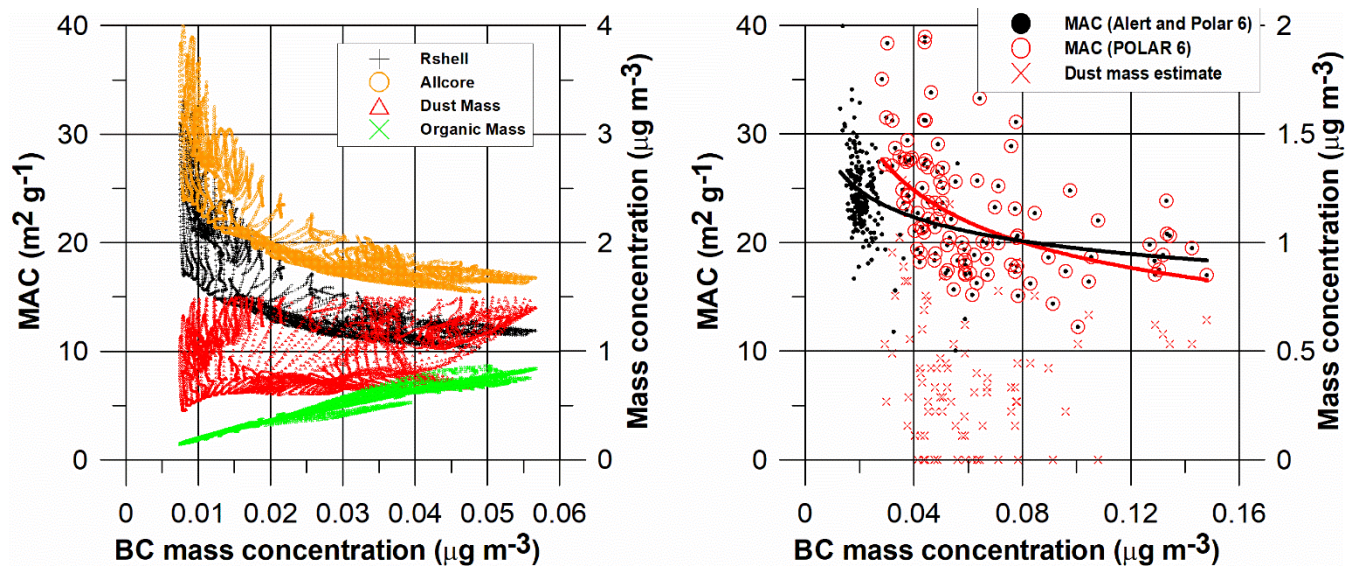 40
30
20
10
0
MAC (m2 g-1)
4
3
2
1
0
Mass concentration (μg m-3)
Rshell
Allcore
Dust Mass
Organic Mass
0 0.01 0.02 0.03 0.04 0.05 0.06
BC mass concentration (μg m-3)
40
30
20
10
0
MAC (m2 g-1)
2
1.5
1
0.5
0
Mass concentration (μg m-3)
MAC (Alert and Polar 6)
MAC (POLAR 6)
Dust mass estimate
0 0.04 0.08 0.12 0.16
BC mass concentration (μg m-3)